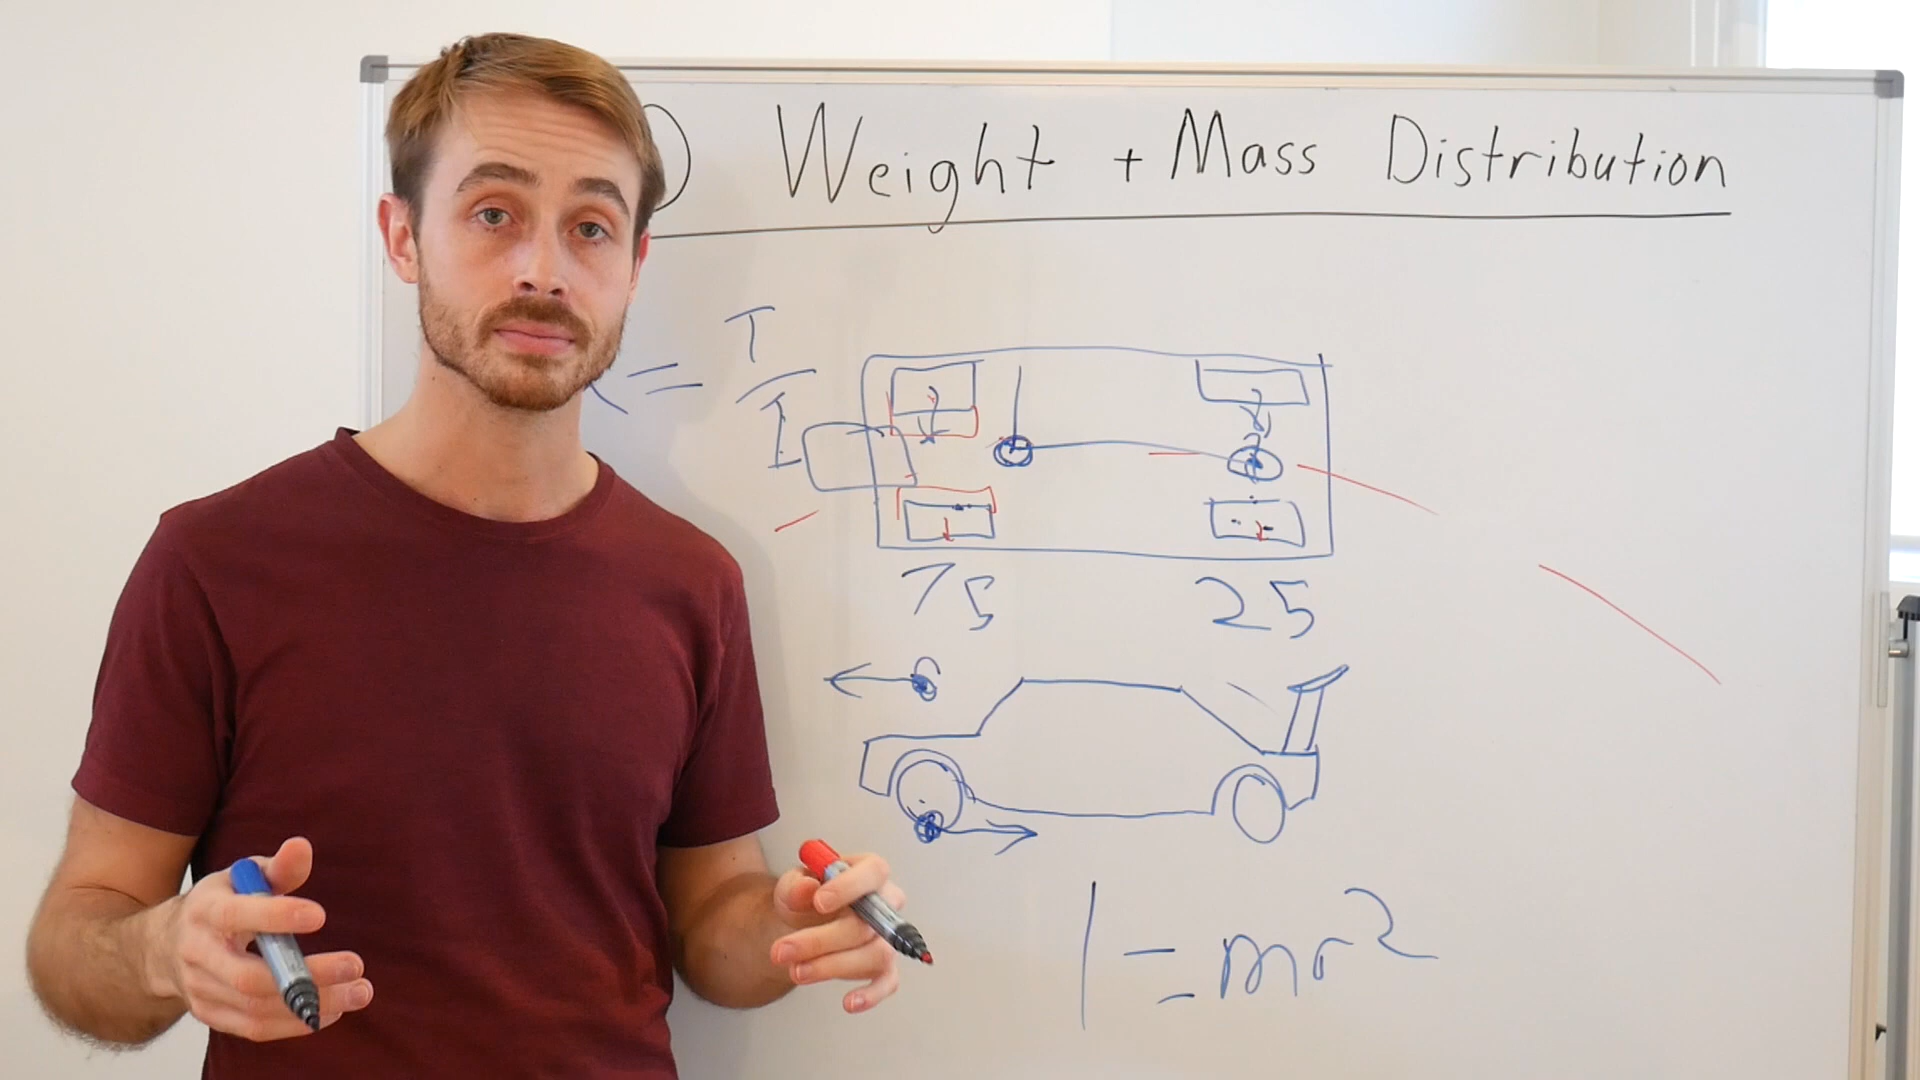 ) Weight + Mass Distribution
= T
I
75 25
I = mr²